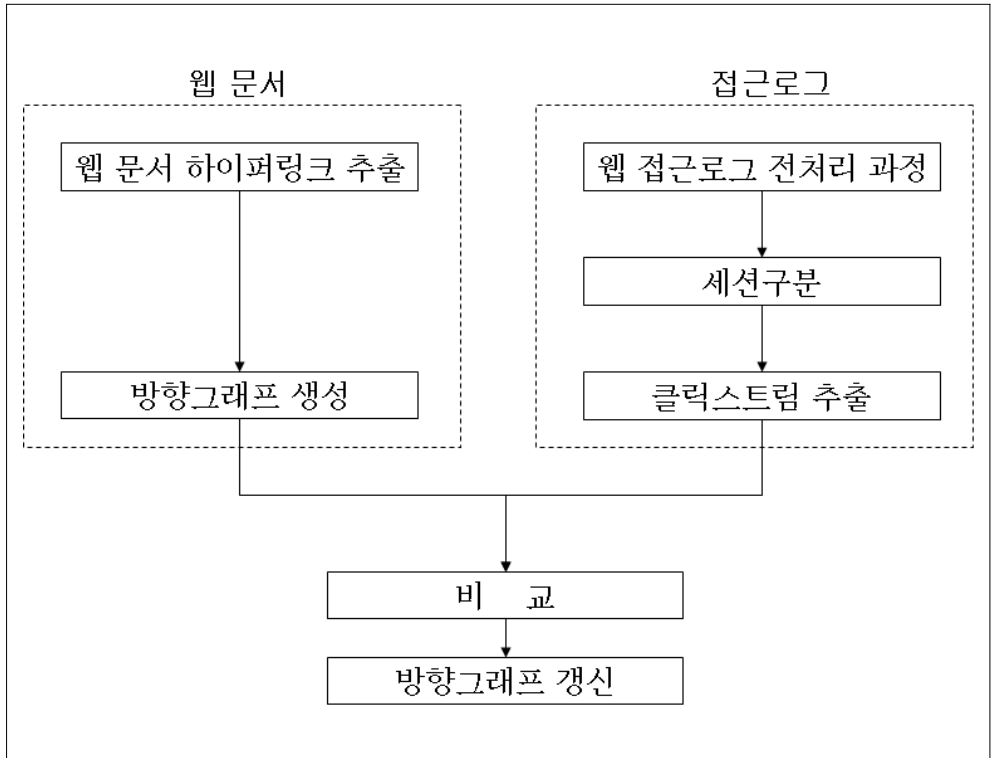 웹 문서
웹 문서 하이퍼링크 추출
방향그래프 생성
접근로그
웹 접근로그 전처리 과정
세션구분
클릭스트림 추출
비 교
방향그래프 갱신